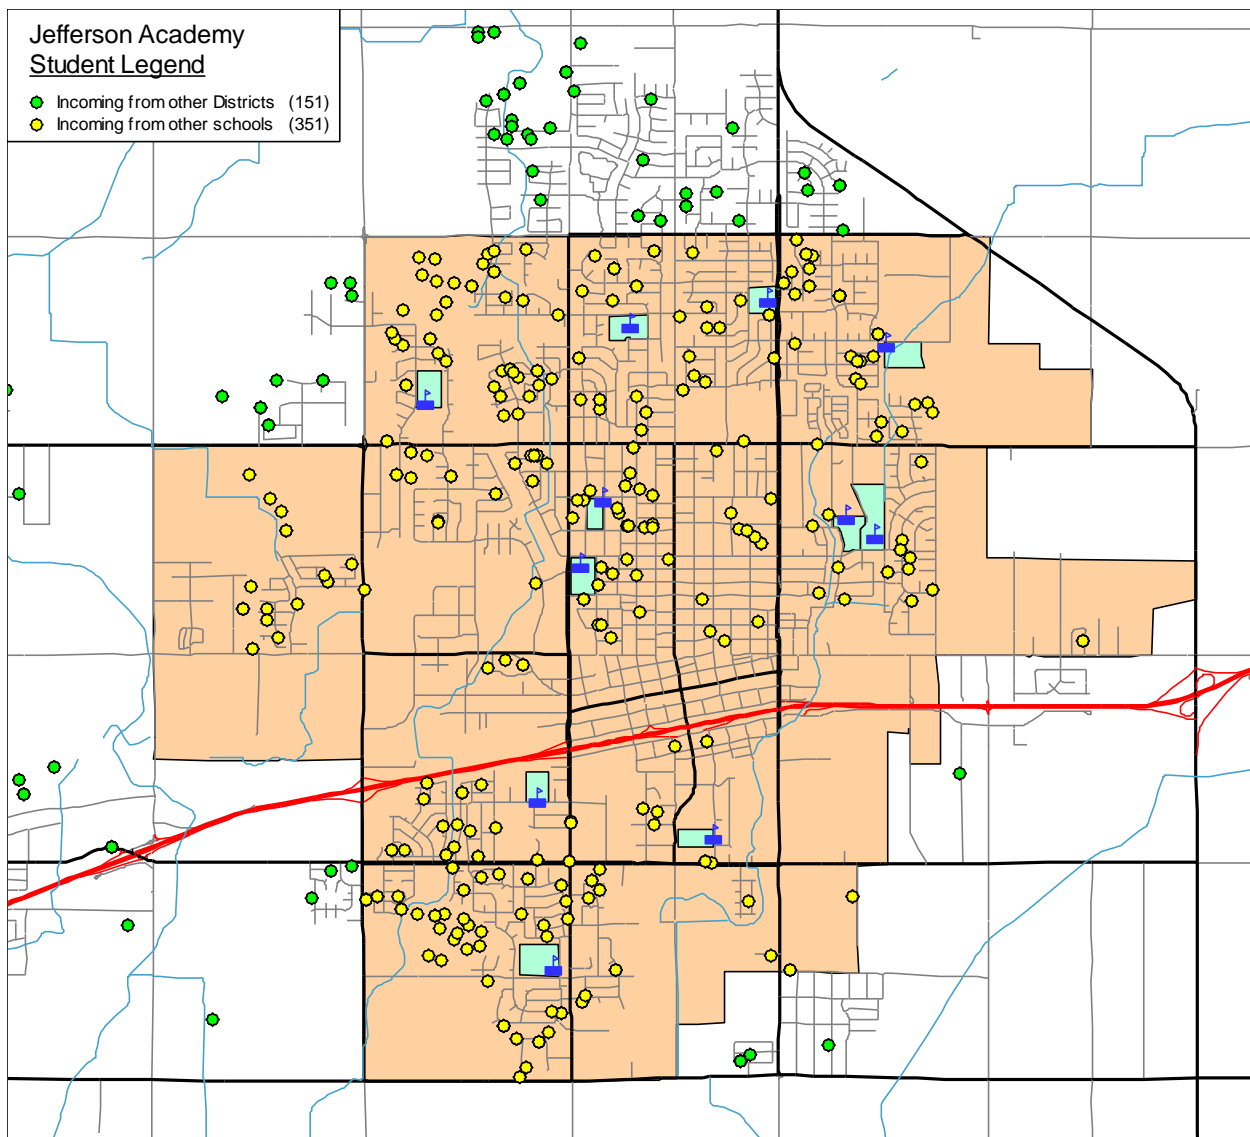 Jefferson Academy
Student Legend
Incoming from other Districts (151)
Incoming from other schools (351)